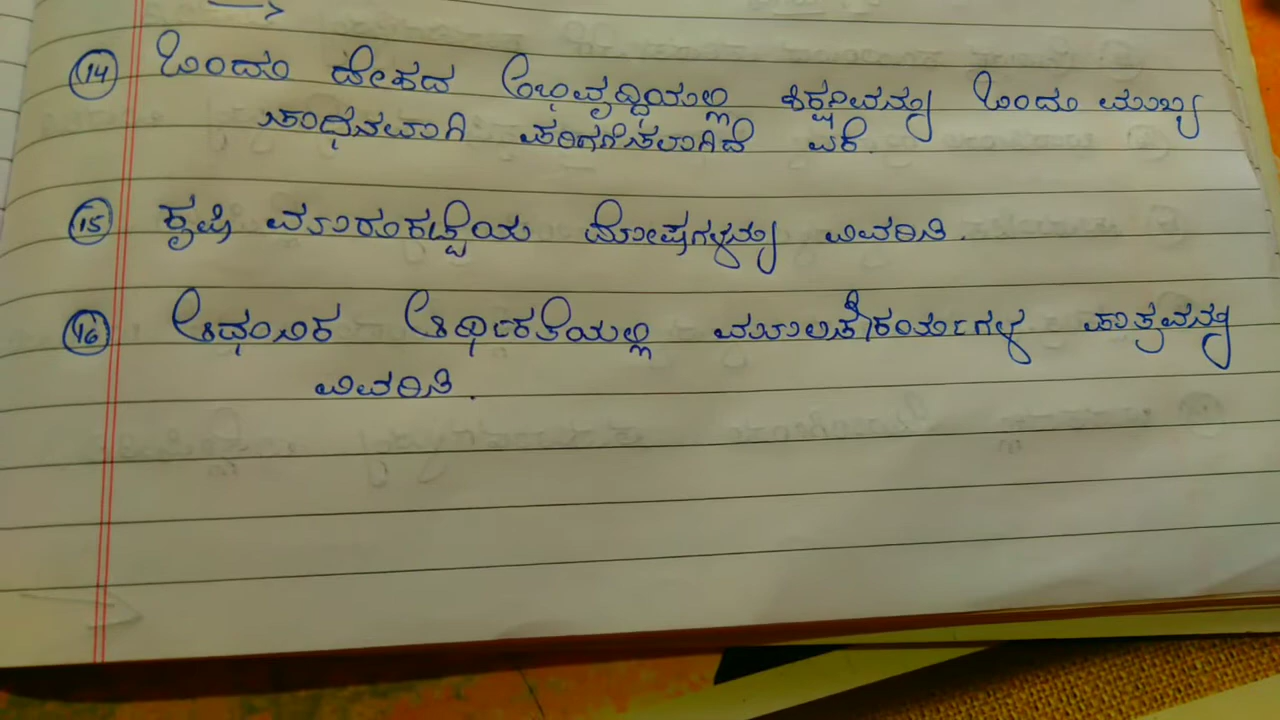 14 ಒಂದು ದೇಶದ ಅಭಿವೃದ್ಧಿಯಲ್ಲಿ ಶಿಕ್ಷಣವನ್ನು ಒಂದು ಮುಖ್ಯ
ಸಾಧನವಾಗಿ ಪರಿಗಣಿಸಲಾಗಿದೆ ಏಕೆ.
15 ಕೃಷಿ ಮಾರುಕಟ್ಟೆಯ ದೋಷಗಳನ್ನು ವಿವರಿಸಿ.
16 ಆಧುನಿಕ ಆರ್ಥಿಕತೆಯಲ್ಲಿ ಮೂಲಸೌಕರ್ಯಗಳ ಪಾತ್ರವನ್ನು
ವಿವರಿಸಿ.